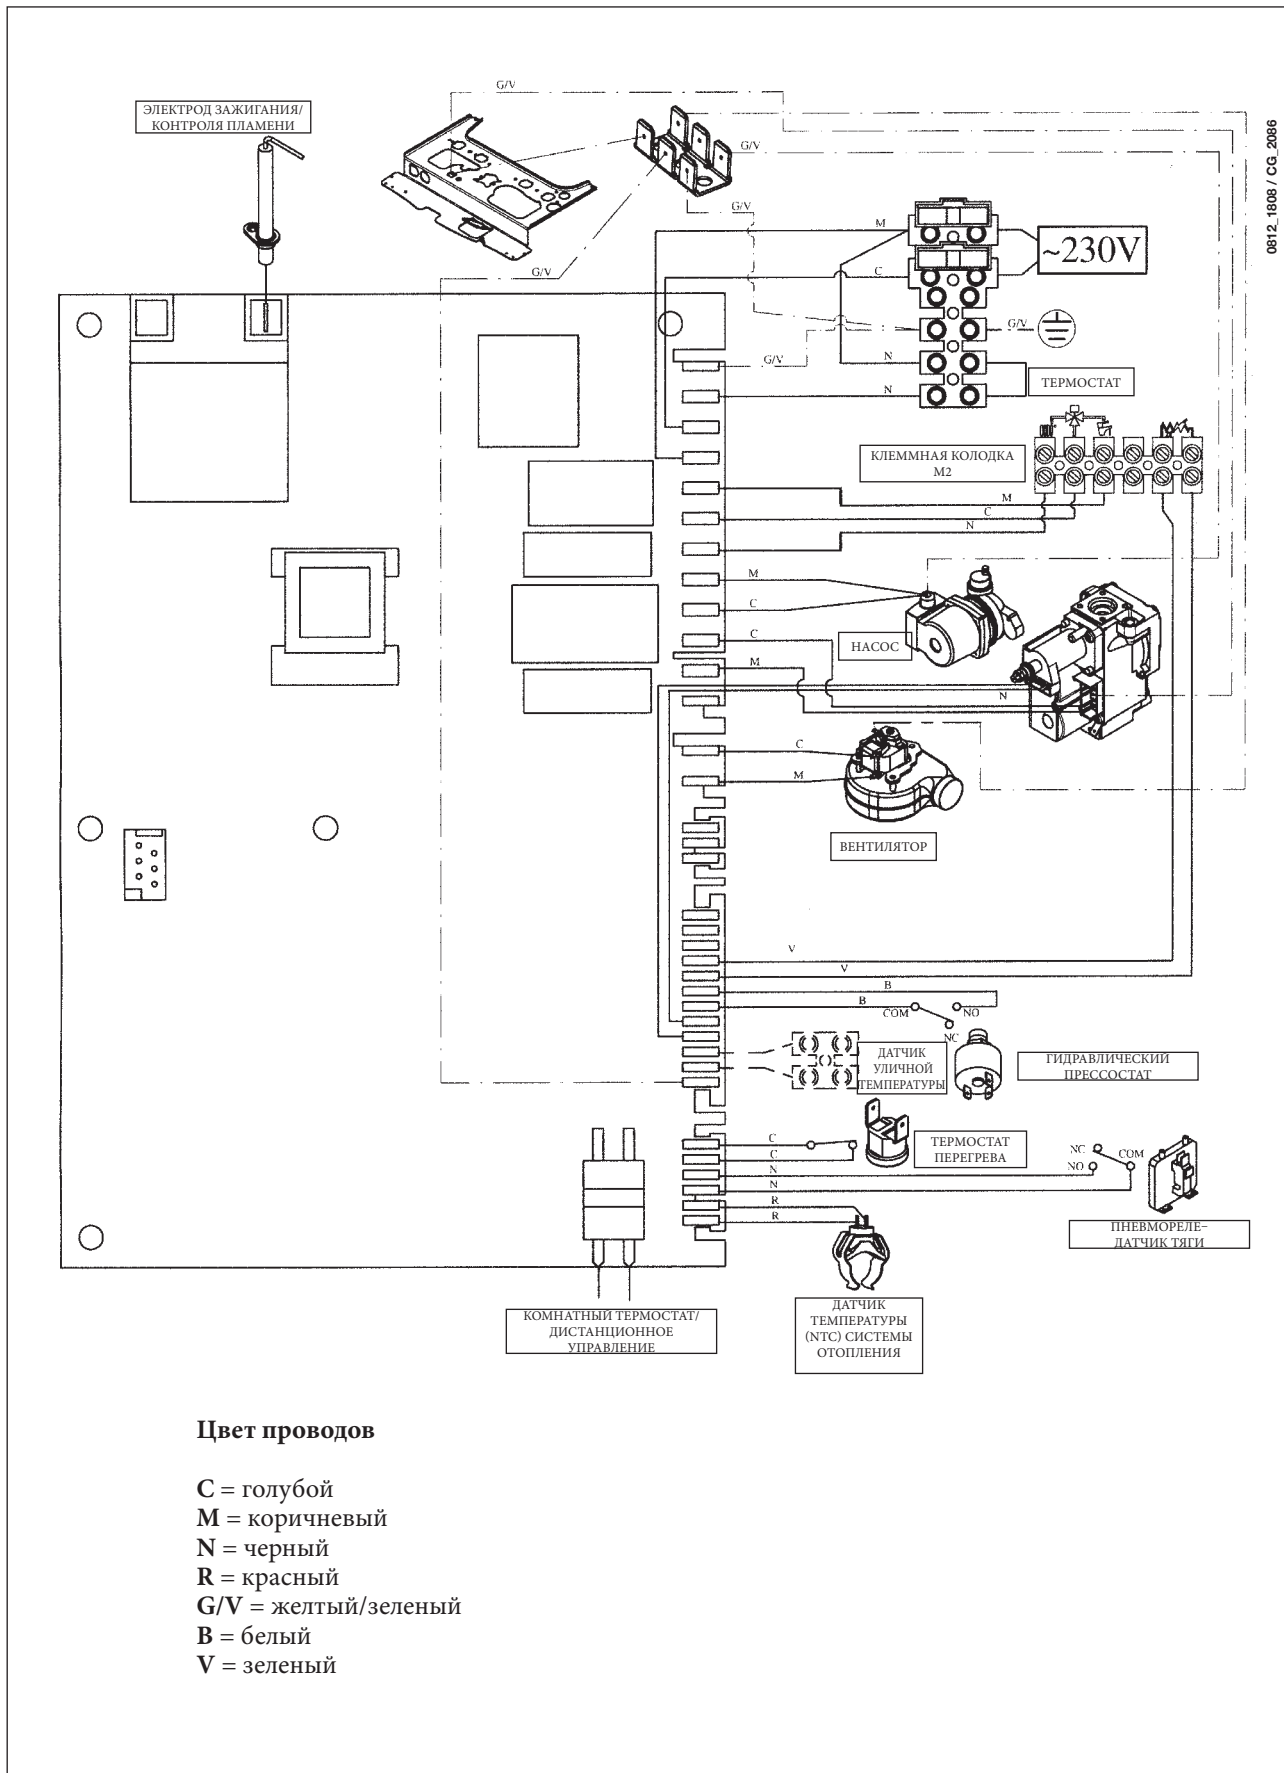 G/V
ЭЛЕКТРОД ЗАЖИГАНИЯ/
КОНТРОЛЯ ПЛАМЕНИ
0812_1808 / CG_2086
G/V
G/V
M
~230V
G/V
C
G/V
G/V
N
ТЕРМОСТАТ
N
КЛЕММНАЯ КОЛОДКА
М2
M
C
N
M
C
C
НАСОС
M
N
C
M
ВЕНТИЛЯТОР
V
V
B
B
COM
NO
NC
ДАТЧИК
УЛИЧНОЙ
ТЕМПЕРАТУРЫ
ГИДРАВЛИЧЕСКИЙ
ПРЕССОСТАТ
C
C
ТЕРМОСТАТ
ПЕРЕГРЕВА
NC
COM
NO
N
N
R
R
ПНЕВМОРЕЛЕ–
ДАТЧИК ТЯГИ
КОМНАТНЫЙ ТЕРМОСТАТ/
ДИСТАНЦИОННОЕ
УПРАВЛЕНИЕ
ДАТЧИК
ТЕМПЕРАТУРЫ
(NTC) СИСТЕМЫ
ОТОПЛЕНИЯ
Цвет проводов
C = голубой
M = коричневый
N = черный
R = красный
G/V = желтый/зеленый
B = белый
V = зеленый